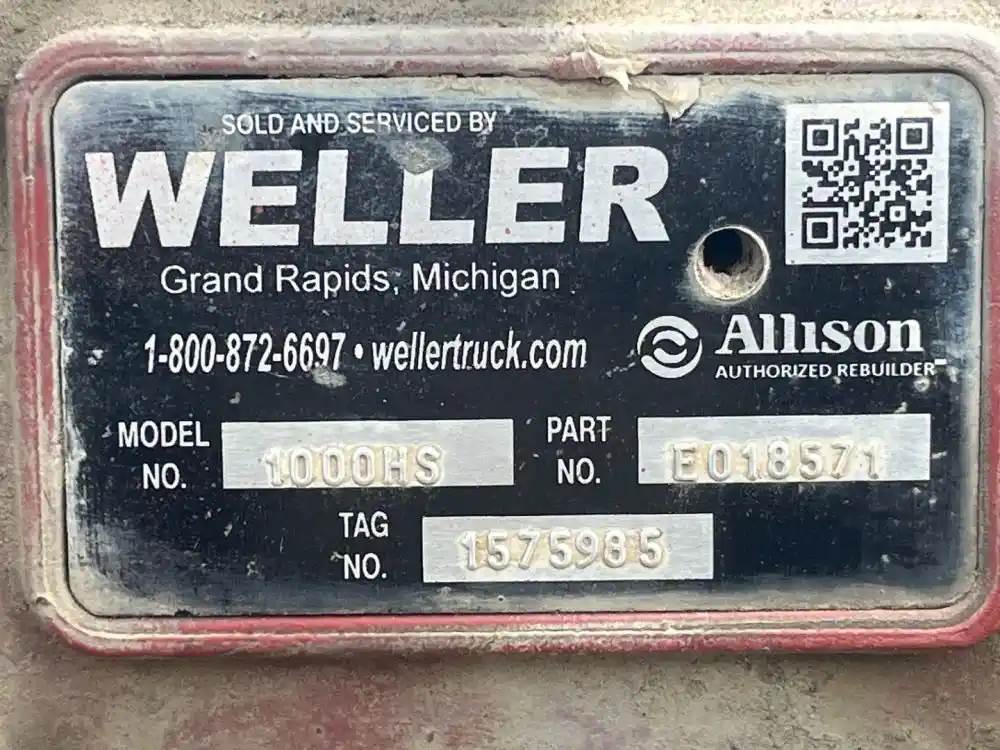 SOLD AND SERVICED BY
WELLER
Grand Rapids, Michigan
1-800-872-6697 • wellertruck.com
Allison
AUTHORIZED REBUILDER
MODEL NO. 1000HS
PART NO. E018571
TAG NO. 1575985